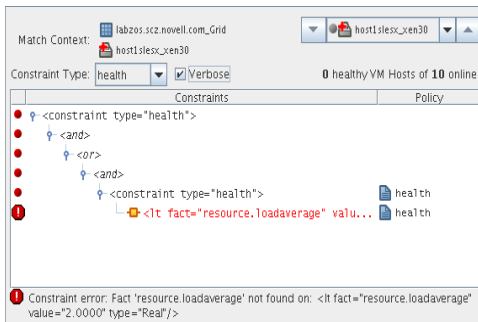 Match Context:
labzos.scz.novell.com_Grid
host1slesx_xen30
host1slesx_xen30
Constraint Type: health Verbose 0 healthy VM Hosts of 10 online
Constraints Policy
<constraint type="health">
<and>
<or>
<and>
<constraint type="health"> health
<lt fact="resource.loadaverage" valu... health
Constraint error: Fact 'resource.loadaverage' not found on: <lt fact="resource.loadaverage"
value="2.0000" type="Real"/>